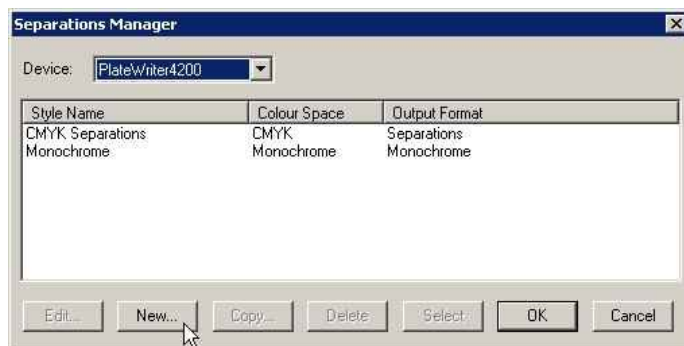 Separations Manager
Device: PlateWriter4200
Style Name Colour Space Output Format
CMYK Separations CMYK Separations
Monochrome Monochrome Monochrome
Edit... New... Copy... Delete Select OK Cancel